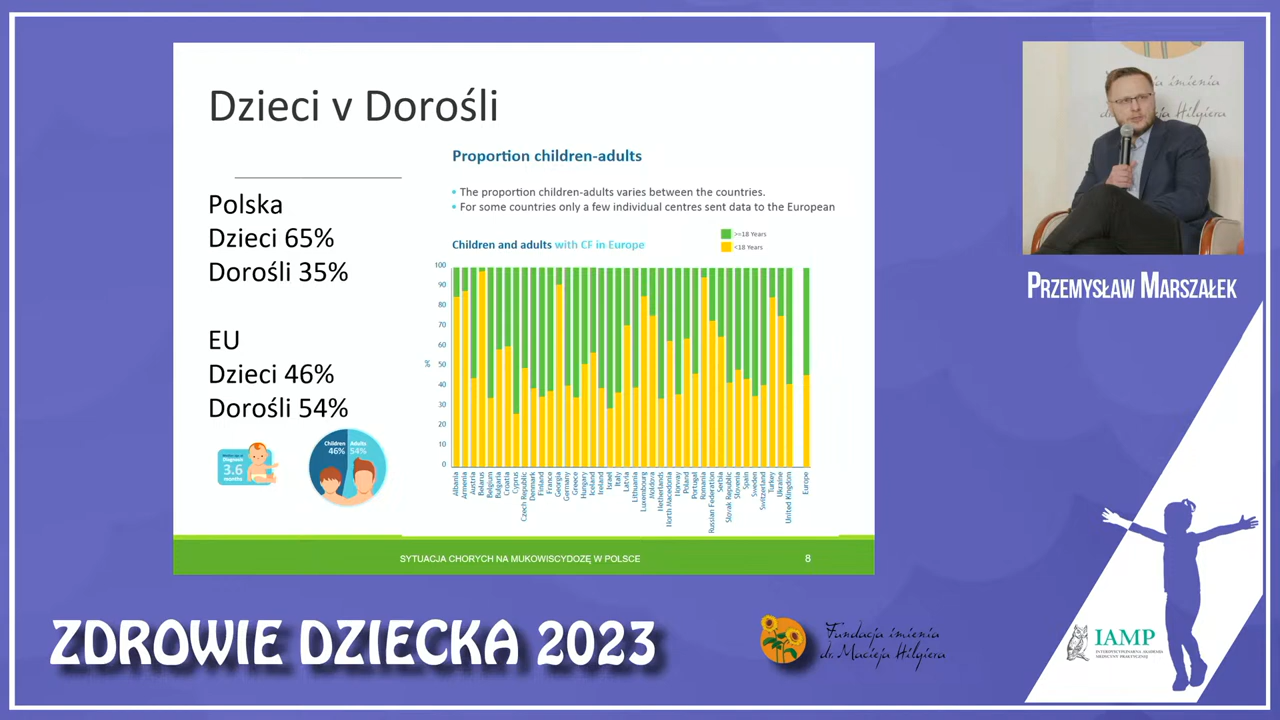 Dzieci v Dorośli
Polska
Dzieci 65%
Dorośli 35%
EU
Dzieci 46%
Dorośli 54%
3.6
months
Children
46%
Adults
54%
Proportion children-adults
• The proportion children-adults varies between the countries.
• For some countries only a few individual centres sent data to the European
Children and adults with CF in Europe
>=18 Years
<18 Years
100
90
80
70
60
50
40
30
20
10
0
%
Albania
Armenia
Austria
Belarus
Belgium
Bulgaria
Croatia
Cyprus
Czech Republic
Denmark
Finland
France
Georgia
Germany
Greece
Hungary
Iceland
Ireland
Israel
Italy
Latvia
Lithuania
Luxembourg
Moldova
Netherlands
North Macedonia
Norway
Poland
Portugal
Romania
Russian Federation
Serbia
Slovak Republic
Slovenia
Spain
Sweden
Switzerland
Turkey
Ukraine
United Kingdom
Europe
SYTUACJA CHORYCH NA MUKOWISCYDOZĘ W POLSCE
8
imienia
Hilgiera
PRZEMYSŁAW MARSZAŁEK
ZDROWIE DZIECKA 2023
Fundacja imienia
dr. Macieja Hilgiera
IAMP
INTERDYSCYPLINARNA AKADEMIA
MEDYCYNY PRAKTYCZNEJ